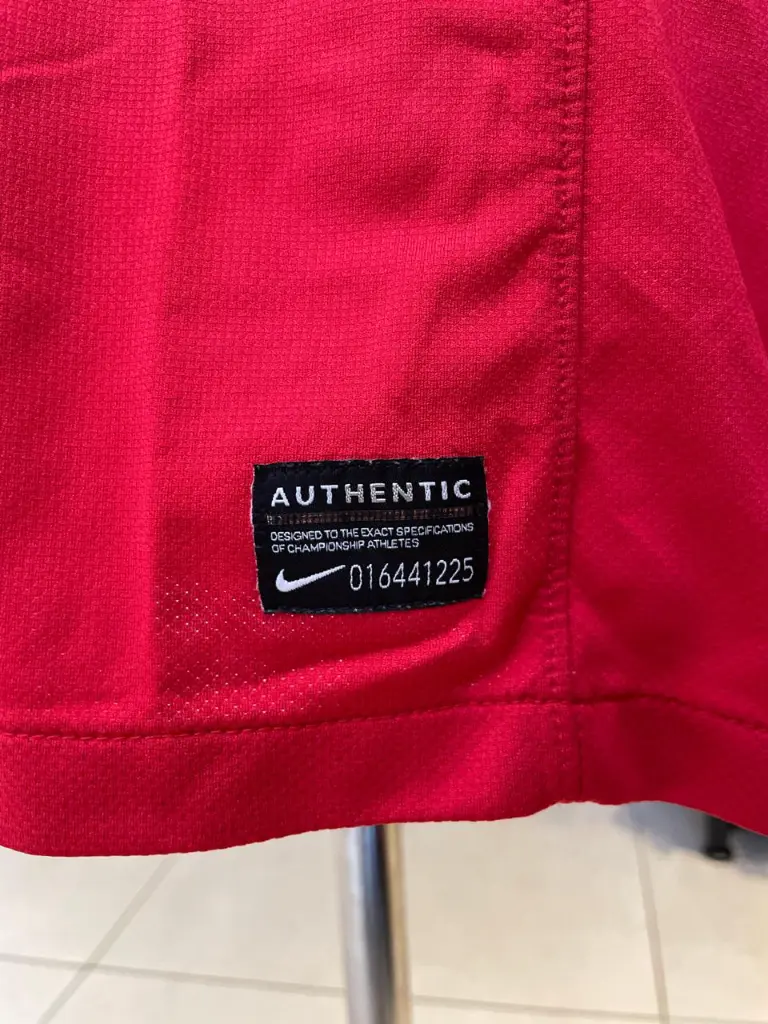 AUTHENTIC
DESIGNED TO THE EXACT SPECIFICATIONS
OF CHAMPIONSHIP ATHLETES
016441225